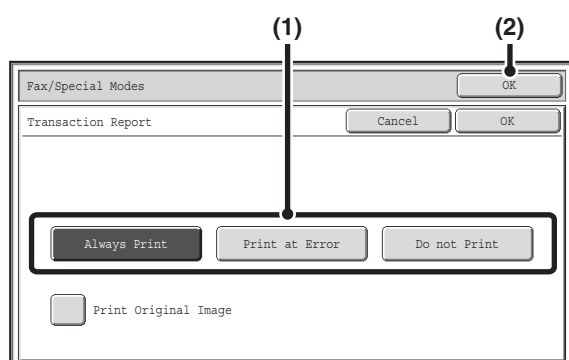 (1) (2)
Fax/Special Modes OK
Transaction Report Cancel OK
Always Print Print at Error Do not Print
Print Original Image